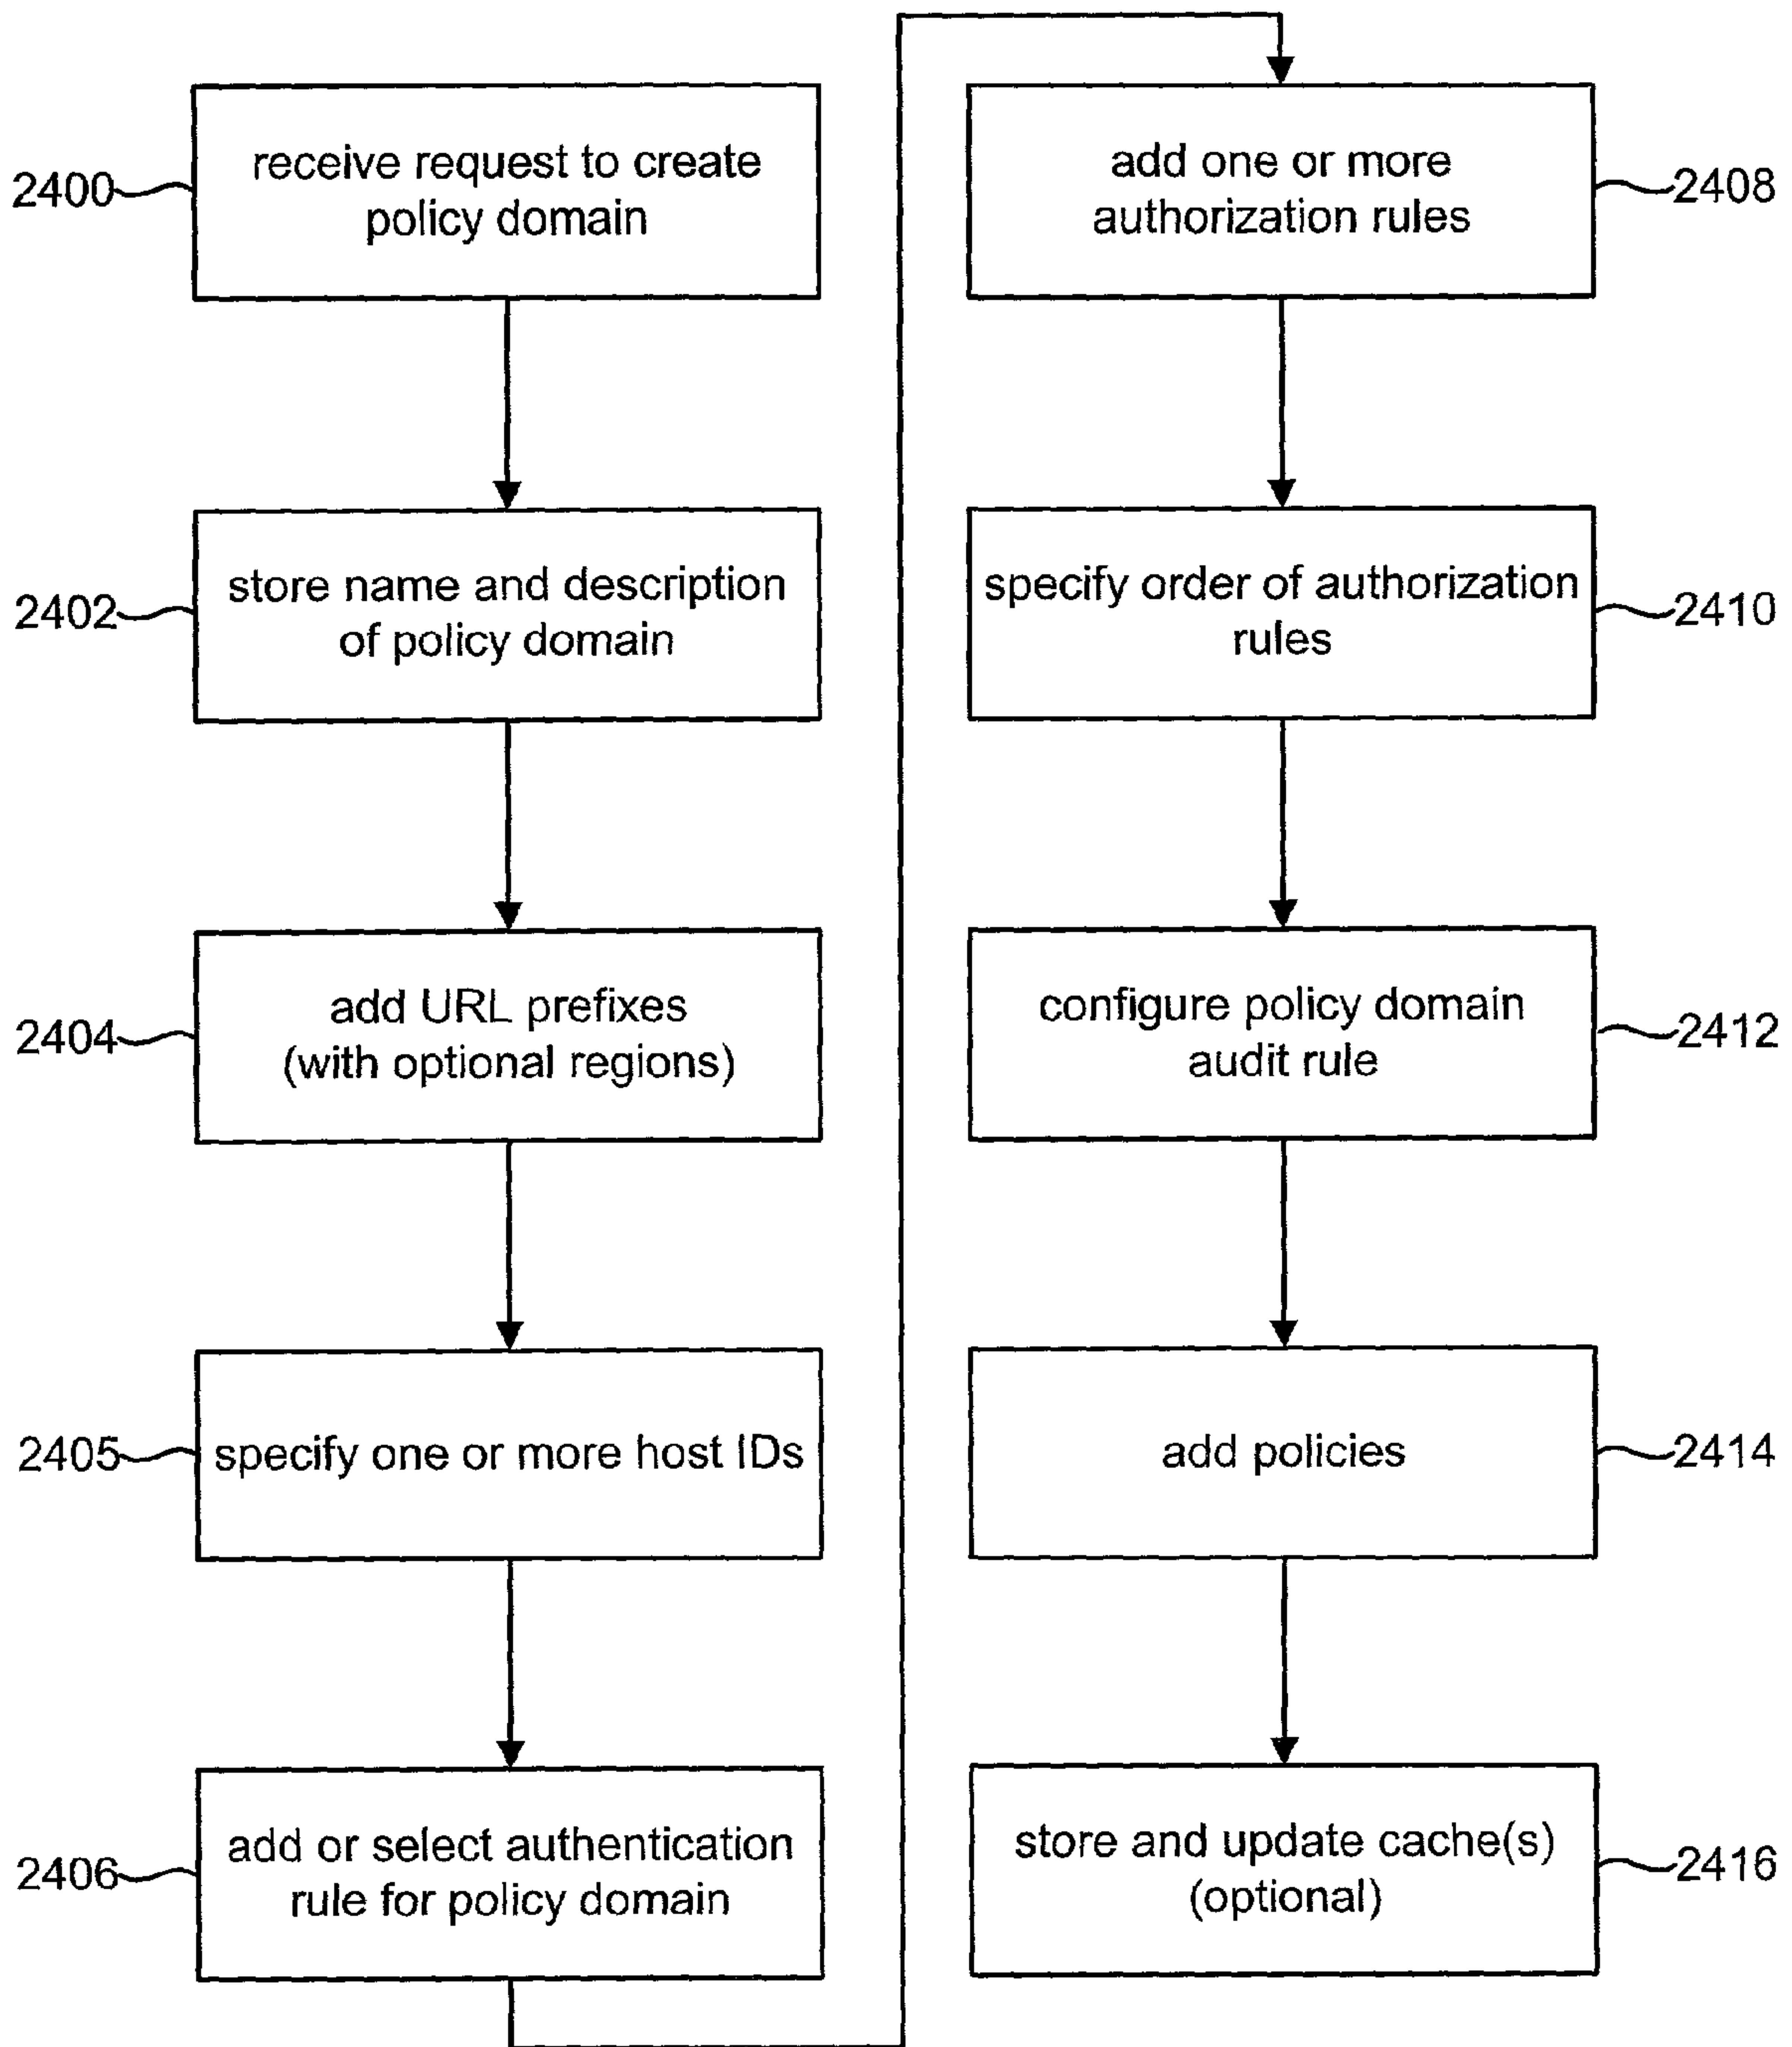 2400
receive request to create
policy domain
2402
store name and description
of policy domain
2404
add URL prefixes
(with optional regions)
2405
specify one or more host IDs
2406
add or select authentication
rule for policy domain
add one or more
authorization rules
2408
specify order of authorization
rules
2410
configure policy domain
audit rule
2412
add policies
2414
store and update cache(s)
(optional)
2416